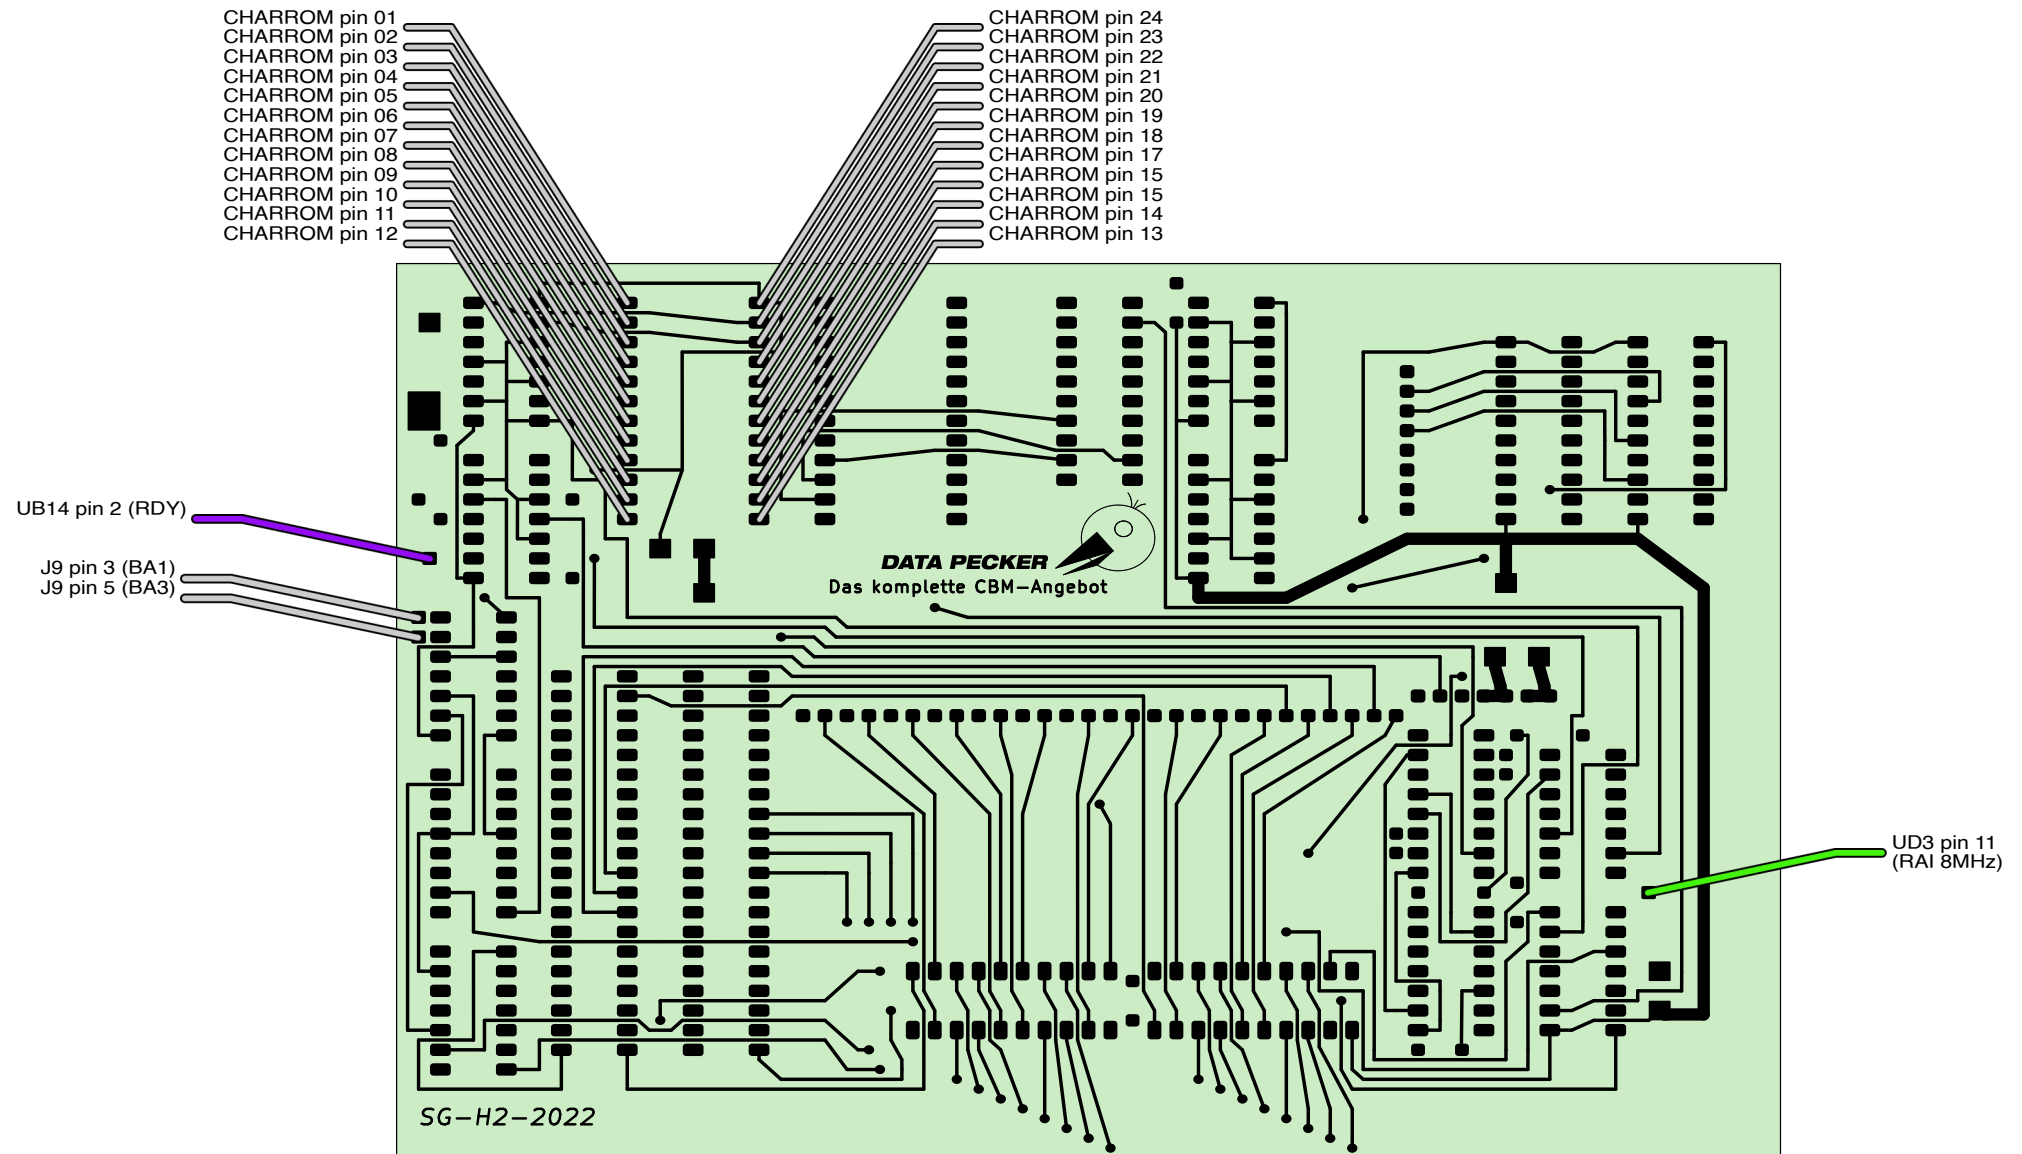 CHARROM pin 01
CHARROM pin 02
CHARROM pin 03
CHARROM pin 04
CHARROM pin 05
CHARROM pin 06
CHARROM pin 07
CHARROM pin 08
CHARROM pin 09
CHARROM pin 10
CHARROM pin 11
CHARROM pin 12
CHARROM pin 24
CHARROM pin 23
CHARROM pin 22
CHARROM pin 21
CHARROM pin 20
CHARROM pin 19
CHARROM pin 18
CHARROM pin 17
CHARROM pin 15
CHARROM pin 15
CHARROM pin 14
CHARROM pin 13
UB14 pin 2 (RDY)
J9 pin 3 (BA1)
J9 pin 5 (BA3)
DATA PECKER
Das komplette CBM-Angebot
UD3 pin 11
(RAI 8MHz)
SG-H2-2022